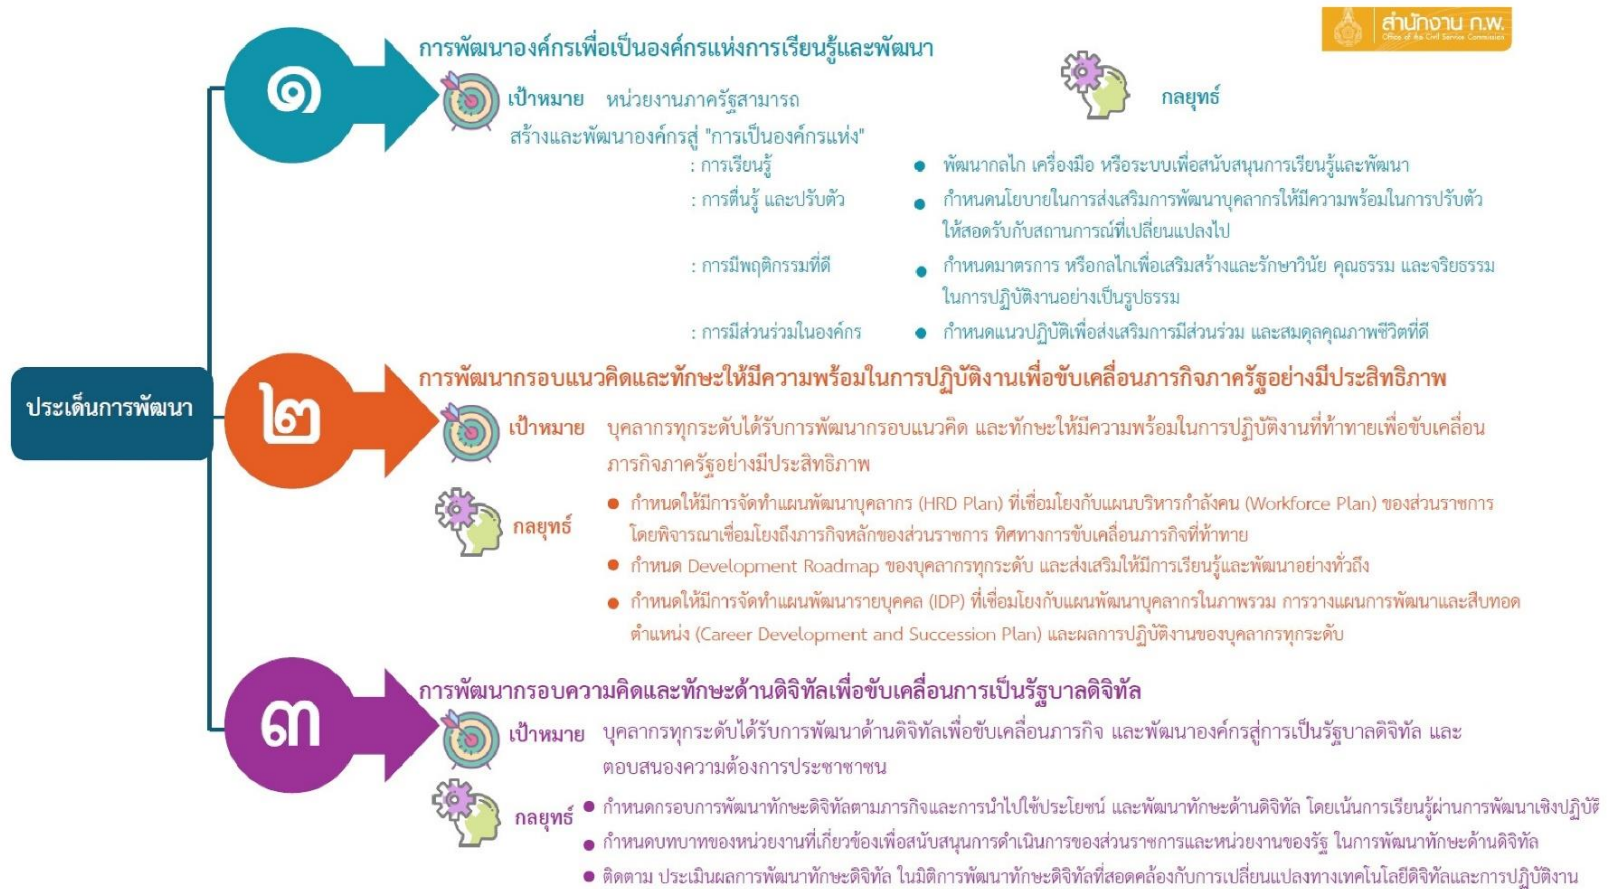 สำนักงาน ก.พ.
Office of the Civil Service Commission
ประเด็นการพัฒนา
๑
การพัฒนาองค์กรเพื่อเป็นองค์กรแห่งการเรียนรู้และพัฒนา
เป้าหมาย หน่วยงานภาครัฐสามารถ
สร้างและพัฒนาองค์กรสู่ "การเป็นองค์กรแห่ง"
กลยุทธ์
: การเรียนรู้ ● พัฒนากลไก เครื่องมือ หรือระบบเพื่อสนับสนุนการเรียนรู้และพัฒนา
: การตื่นรู้ และปรับตัว ● กำหนดนโยบายในการส่งเสริมการพัฒนาบุคลากรให้มีความพร้อมในการปรับตัว
ให้สอดรับกับสถานการณ์ที่เปลี่ยนแปลงไป
: การมีพฤติกรรมที่ดี ● กำหนดมาตรการ หรือกลไกเพื่อเสริมสร้างและรักษาวินัย คุณธรรม และจริยธรรม
ในการปฏิบัติงานอย่างเป็นรูปธรรม
: การมีส่วนร่วมในองค์กร ● กำหนดแนวปฏิบัติเพื่อส่งเสริมการมีส่วนร่วม และสมดุลคุณภาพชีวิตที่ดี
๒
การพัฒนากรอบแนวคิดและทักษะให้มีความพร้อมในการปฏิบัติงานเพื่อขับเคลื่อนภารกิจภาครัฐอย่างมีประสิทธิภาพ
เป้าหมาย บุคลากรทุกระดับได้รับการพัฒนากรอบแนวคิด และทักษะให้มีความพร้อมในการปฏิบัติงานที่ท้าทายเพื่อขับเคลื่อน
ภารกิจภาครัฐอย่างมีประสิทธิภาพ
กลยุทธ์
● กำหนดให้มีการจัดทำแผนพัฒนาบุคลากร (HRD Plan) ที่เชื่อมโยงกับแผนบริหารกำลังคน (Workforce Plan) ของส่วนราชการ
โดยพิจารณาเชื่อมโยงถึงภารกิจหลักของส่วนราชการ ทิศทางการขับเคลื่อนภารกิจที่ท้าทาย
● กำหนด Development Roadmap ของบุคลากรทุกระดับ และส่งเสริมให้มีการเรียนรู้และพัฒนาอย่างทั่วถึง
● กำหนดให้มีการจัดทำแผนพัฒนารายบุคคล (IDP) ที่เชื่อมโยงกับแผนพัฒนาบุคลากรในภาพรวม การวางแผนการพัฒนาและสืบทอด
ตำแหน่ง (Career Development and Succession Plan) และผลการปฏิบัติงานของบุคลากรทุกระดับ
๓
การพัฒนากรอบความคิดและทักษะด้านดิจิทัลเพื่อขับเคลื่อนการเป็นรัฐบาลดิจิทัล
เป้าหมาย บุคลากรทุกระดับได้รับการพัฒนาด้านดิจิทัลเพื่อขับเคลื่อนภารกิจ และพัฒนาองค์กรสู่การเป็นรัฐบาลดิจิทัล และ
ตอบสนองความต้องการประชาชาชน
กลยุทธ์
● กำหนดกรอบการพัฒนาทักษะดิจิทัลตามภารกิจและการนำไปใช้ประโยชน์ และพัฒนาทักษะด้านดิจิทัล โดยเน้นการเรียนรู้ผ่านการพัฒนาเชิงปฏิบัติ
● กำหนดบทบาทของหน่วยงานที่เกี่ยวข้องเพื่อสนับสนุนการดำเนินการของส่วนราชการและหน่วยงานของรัฐ ในการพัฒนาทักษะด้านดิจิทัล
● ติดตาม ประเมินผลการพัฒนาทักษะดิจิทัล ในมิติการพัฒนาทักษะดิจิทัลที่สอดคล้องกับการเปลี่ยนแปลงทางเทคโนโลยีดิจิทัลและการปฏิบัติงาน